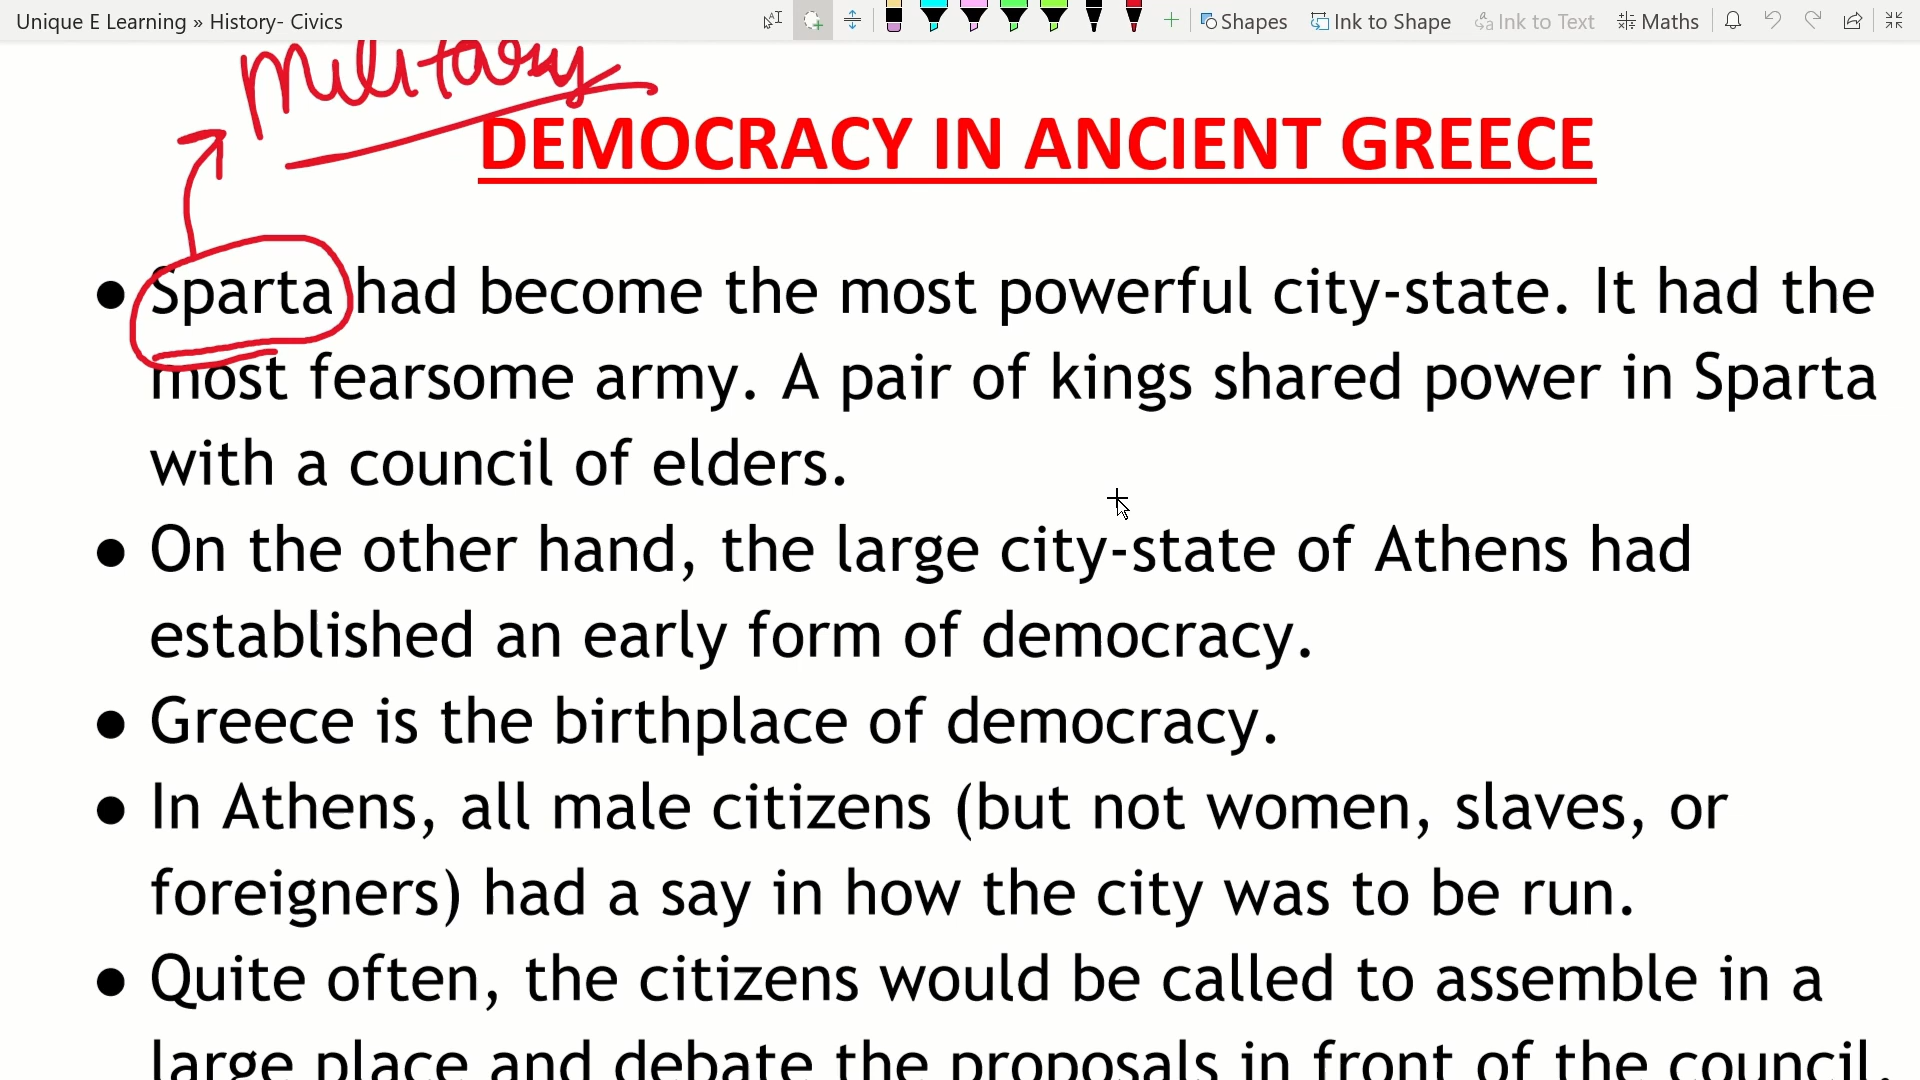 Unique E Learning » History- Civics
Shapes Ink to Shape Ink to Text Maths
Military
DEMOCRACY IN ANCIENT GREECE
● Sparta had become the most powerful city-state. It had the
most fearsome army. A pair of kings shared power in Sparta
with a council of elders.
● On the other hand, the large city-state of Athens had
established an early form of democracy.
● Greece is the birthplace of democracy.
● In Athens, all male citizens (but not women, slaves, or
foreigners) had a say in how the city was to be run.
● Quite often, the citizens would be called to assemble in a
large place and debate the proposals in front of the council.